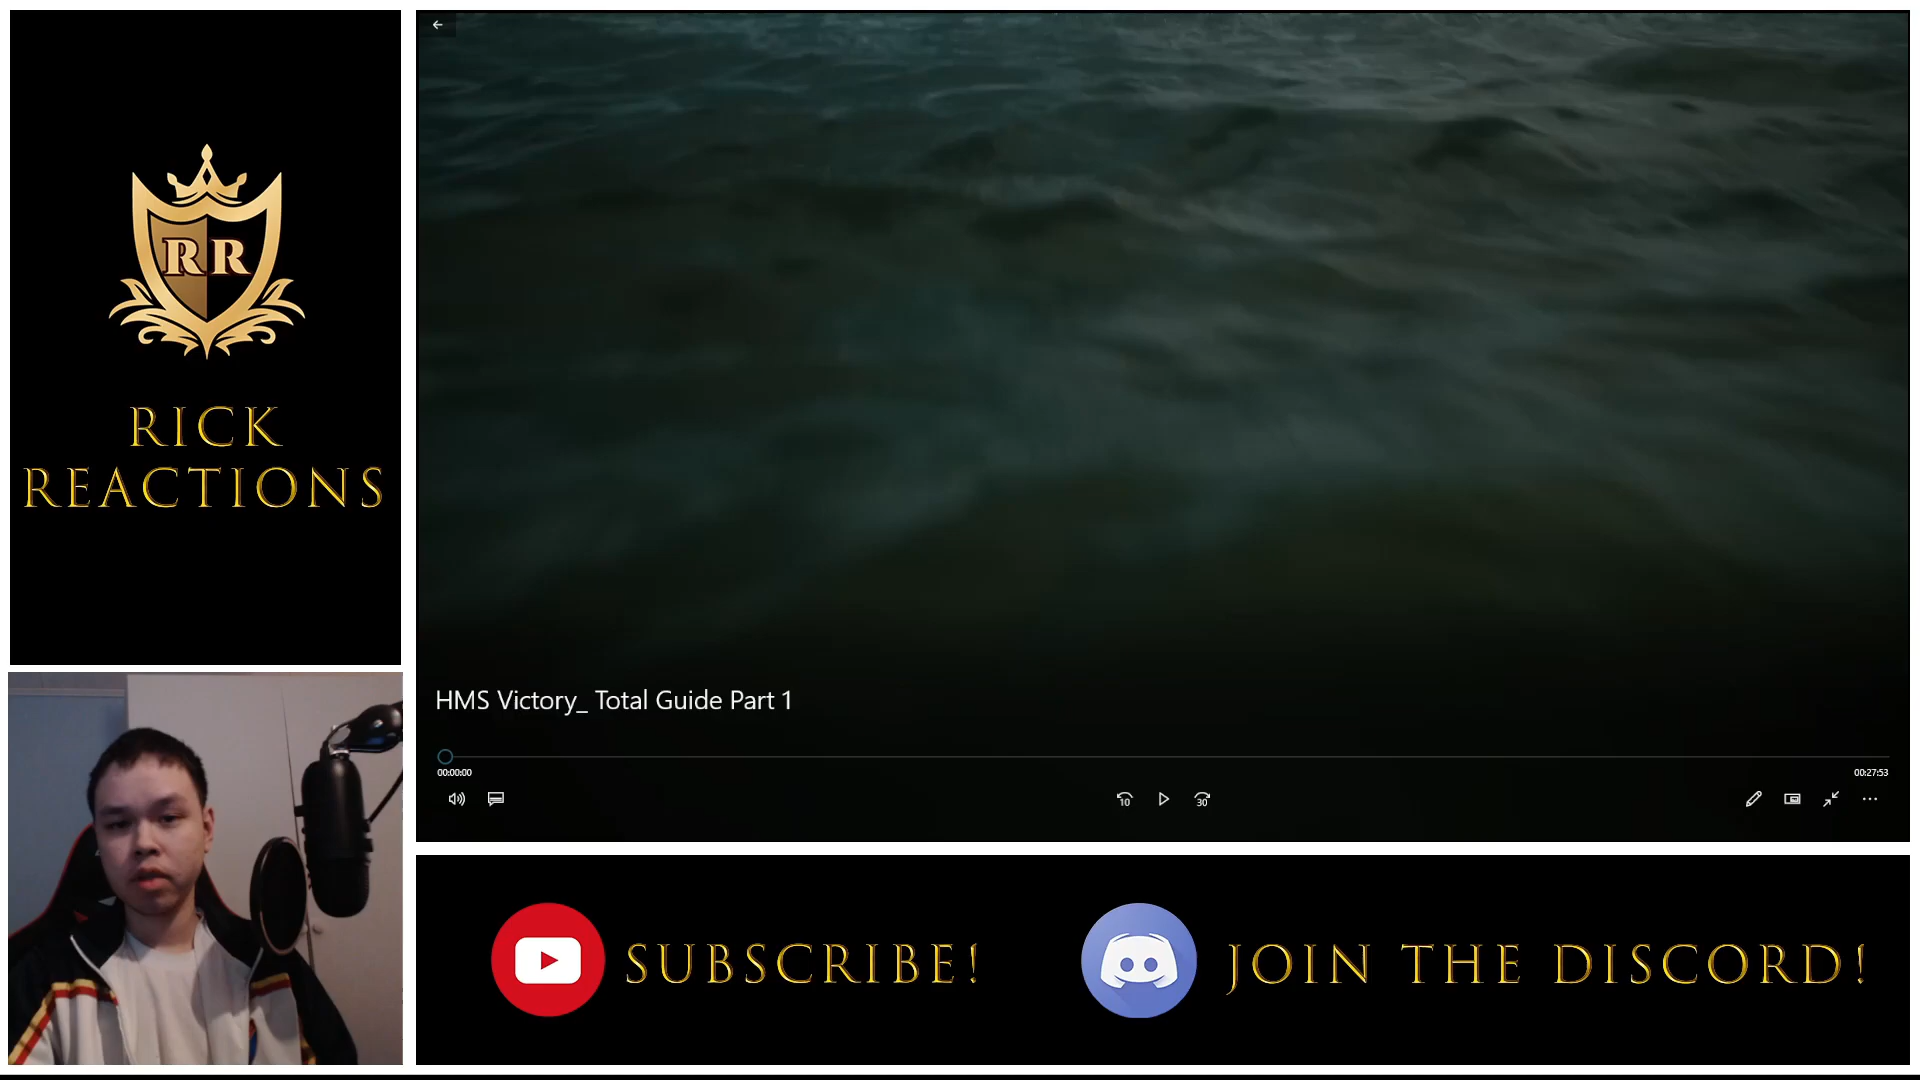 RR
RICK
REACTIONS
HMS Victory_ Total Guide Part 1
00:00:00
00:27:53
10
30
SUBSCRIBE!
JOIN THE DISCORD!